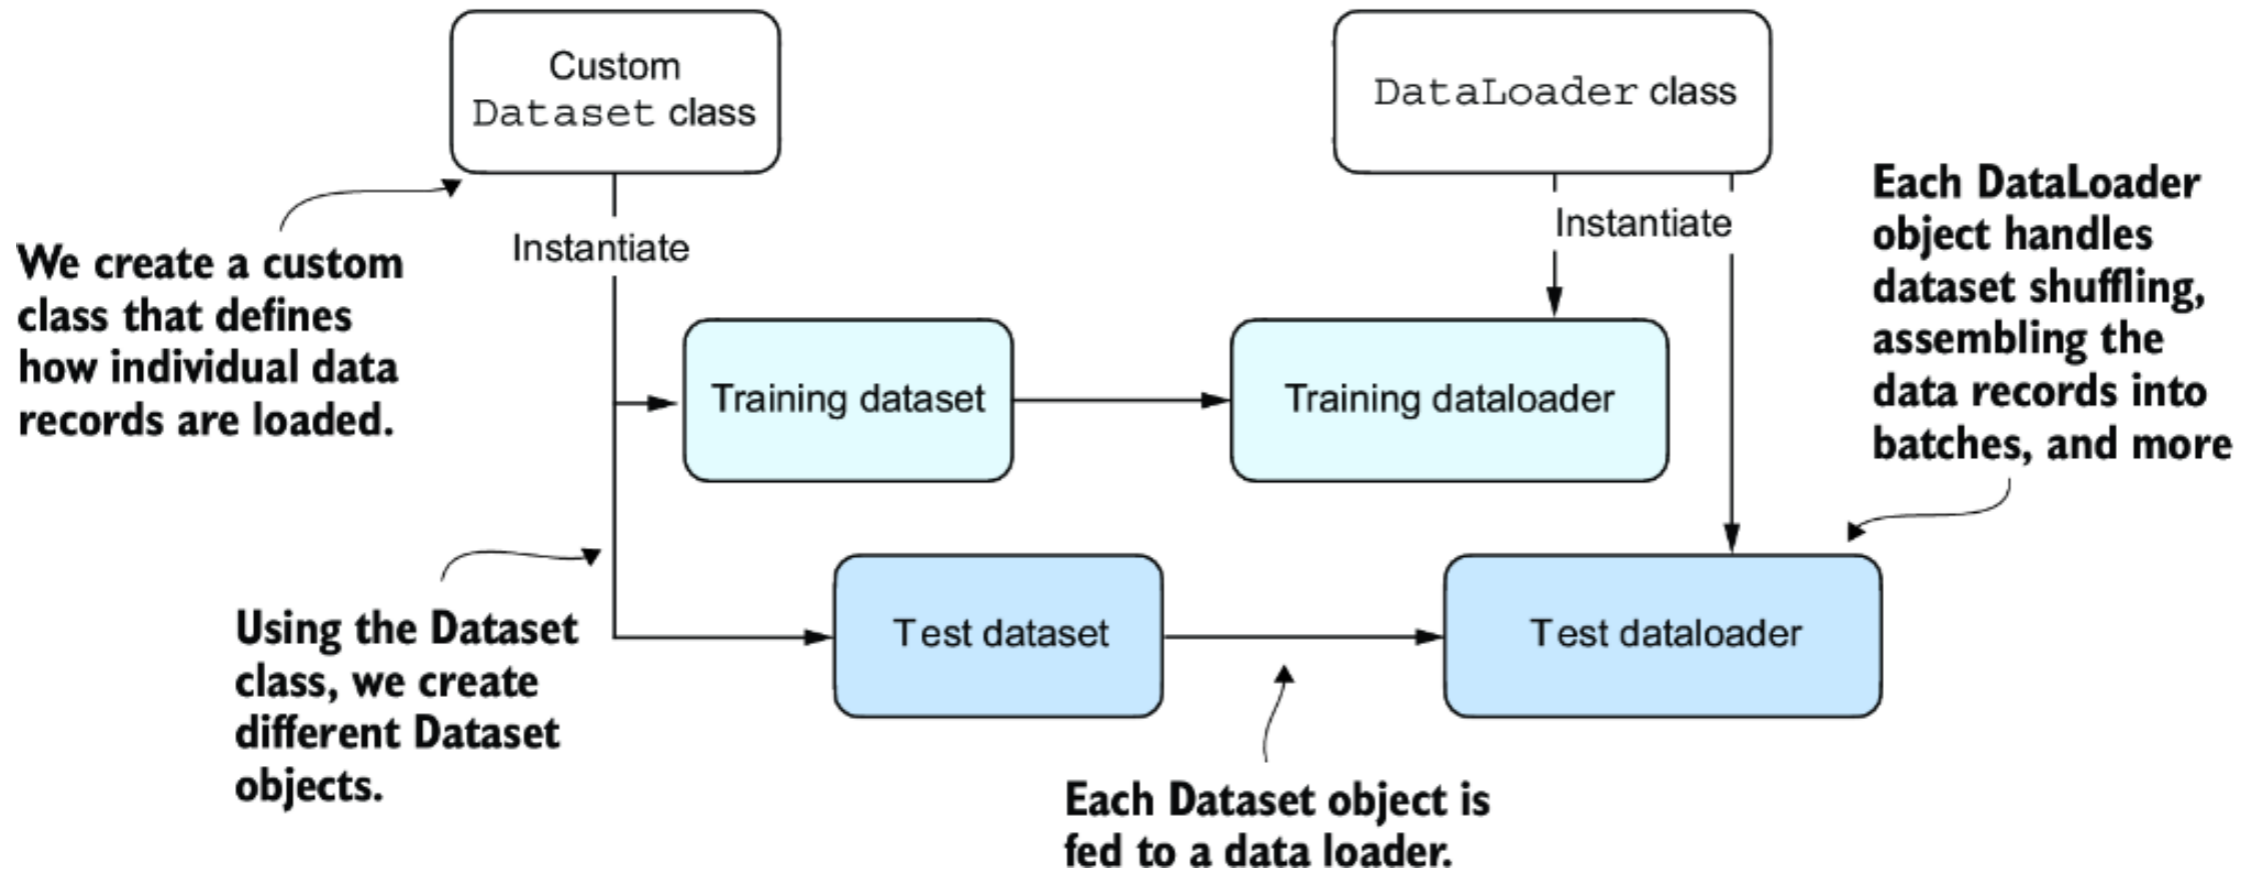 Custom
Dataset class
DataLoader class
Instantiate
Instantiate
We create a custom
class that defines
how individual data
records are loaded.
Each DataLoader
object handles
dataset shuffling,
assembling the
data records into
batches, and more
Training dataset
Training dataloader
Test dataset
Test dataloader
Using the Dataset
class, we create
different Dataset
objects.
Each Dataset object is
fed to a data loader.